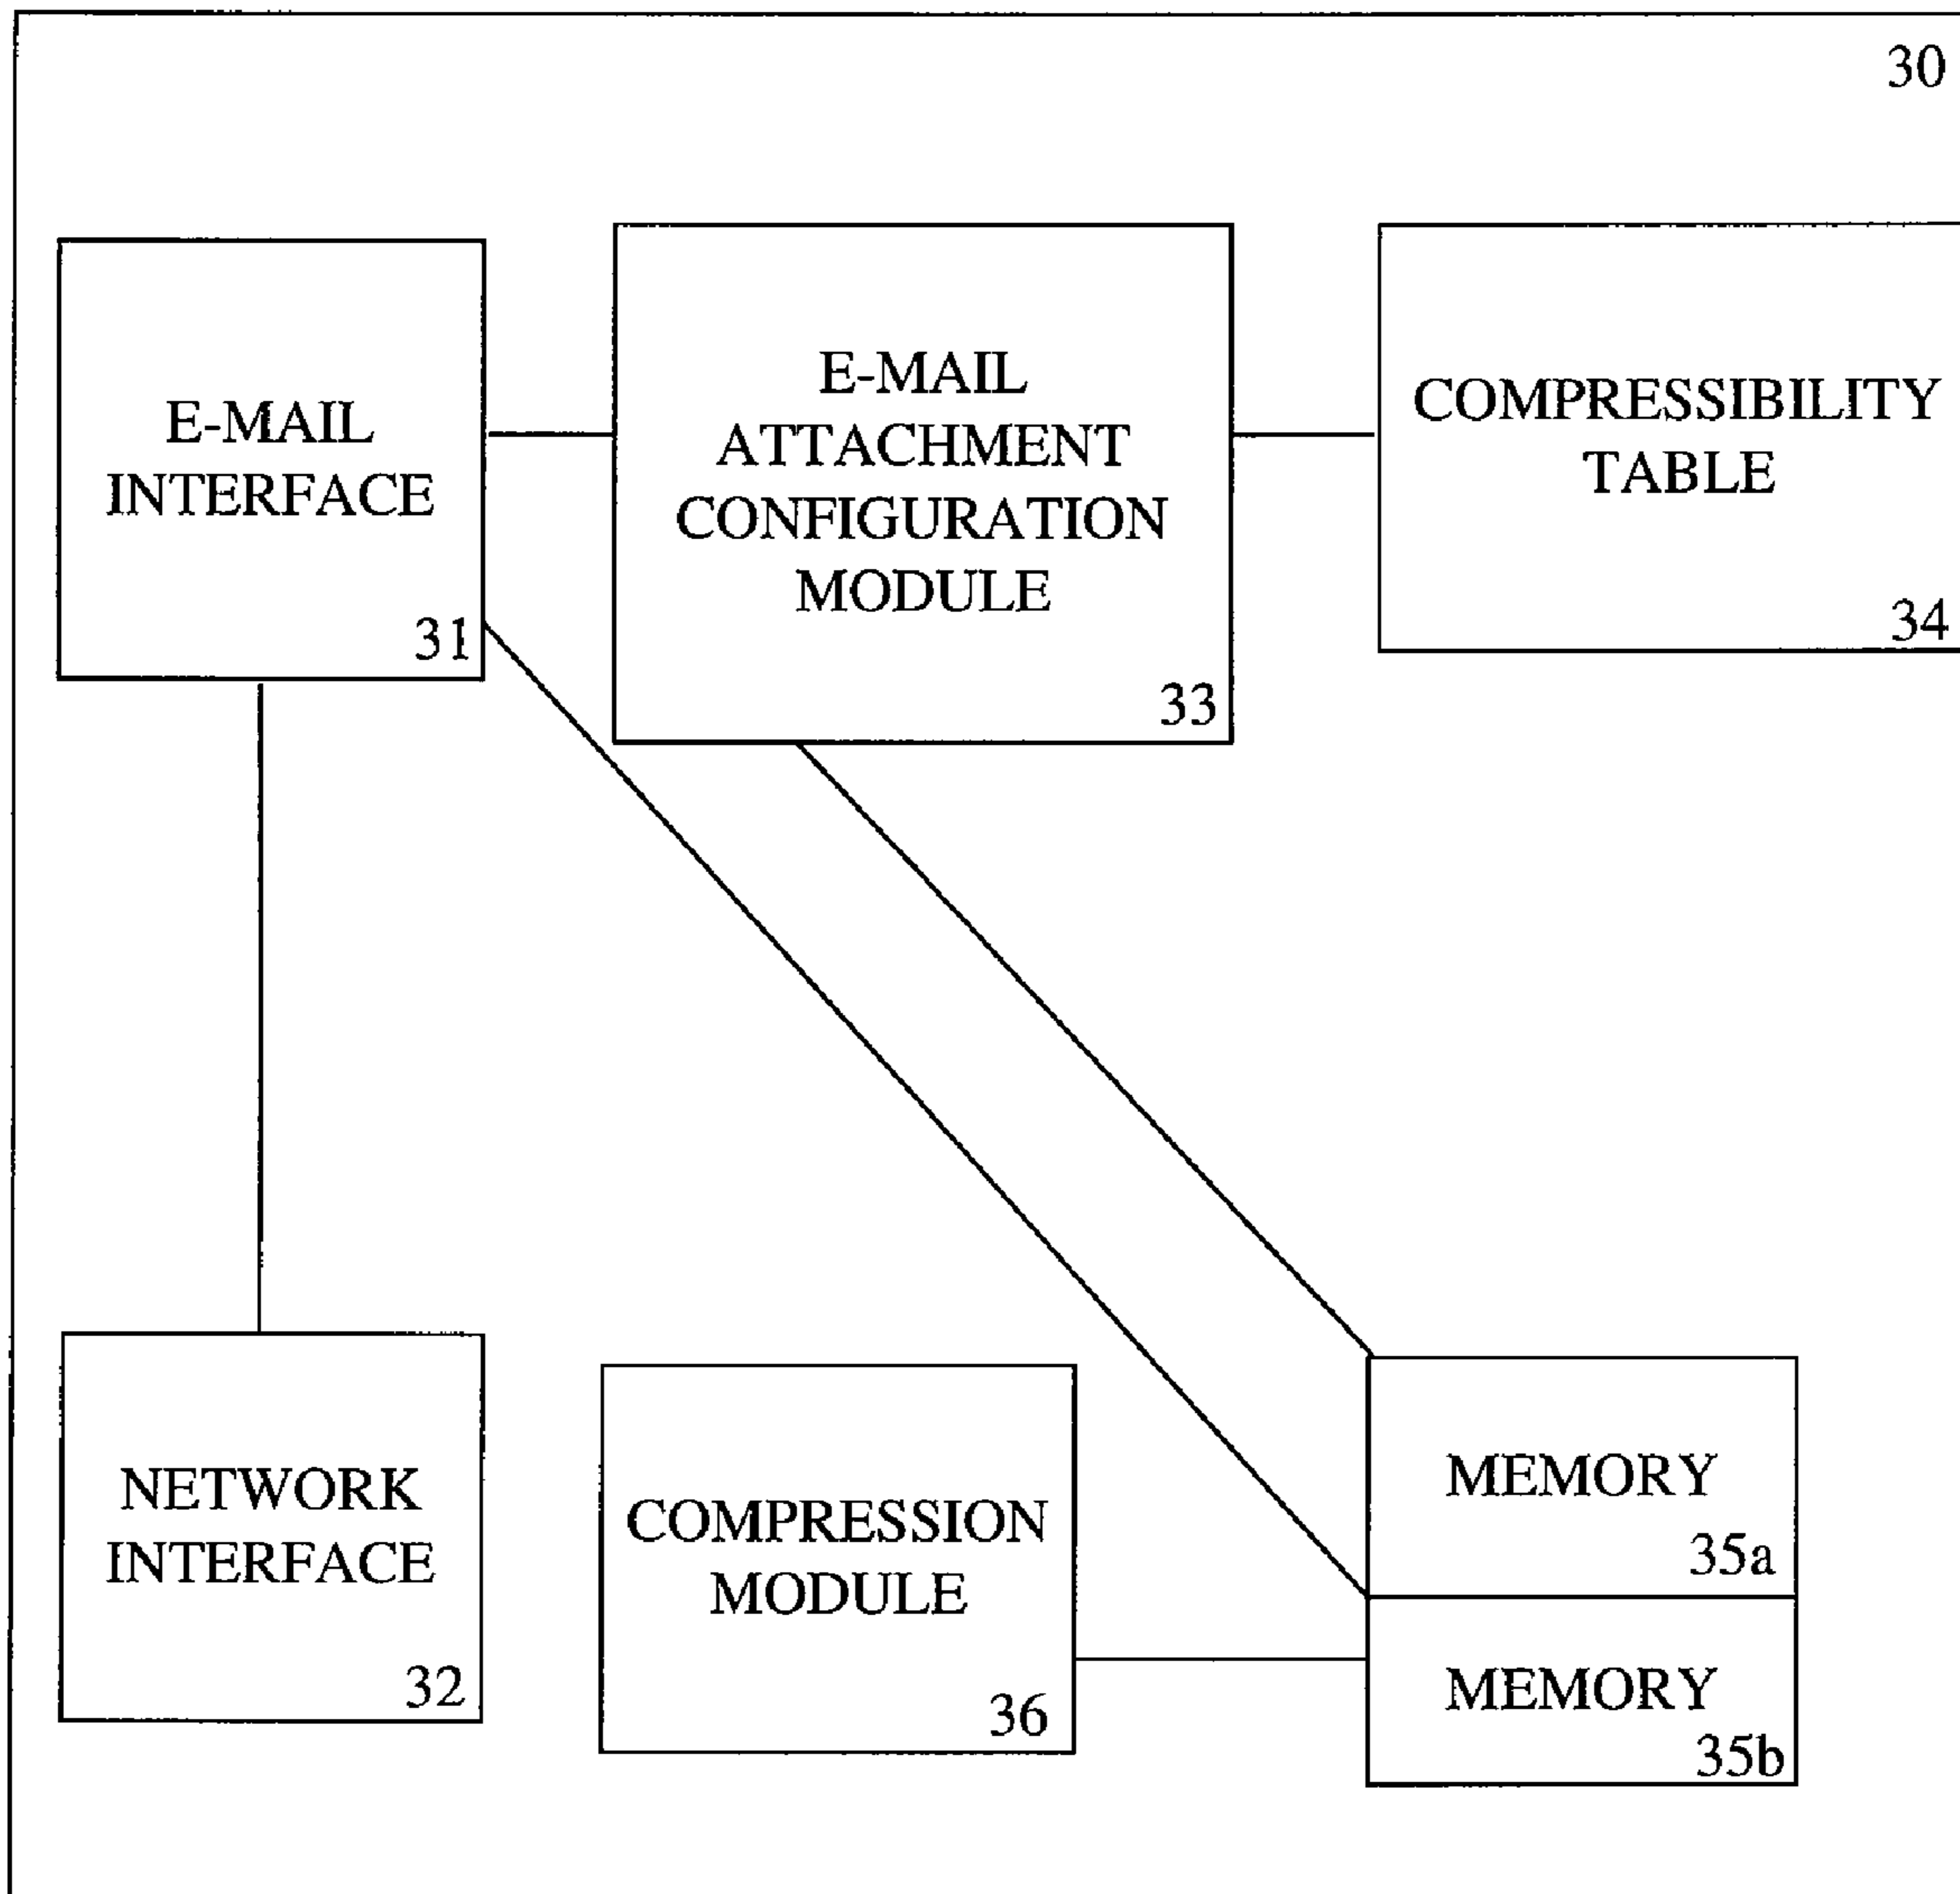 30
E-MAIL
INTERFACE
31
E-MAIL
ATTACHMENT
CONFIGURATION
MODULE
33
COMPRESSIBILITY
TABLE
34
NETWORK
INTERFACE
32
COMPRESSION
MODULE
36
MEMORY
35a
MEMORY
35b